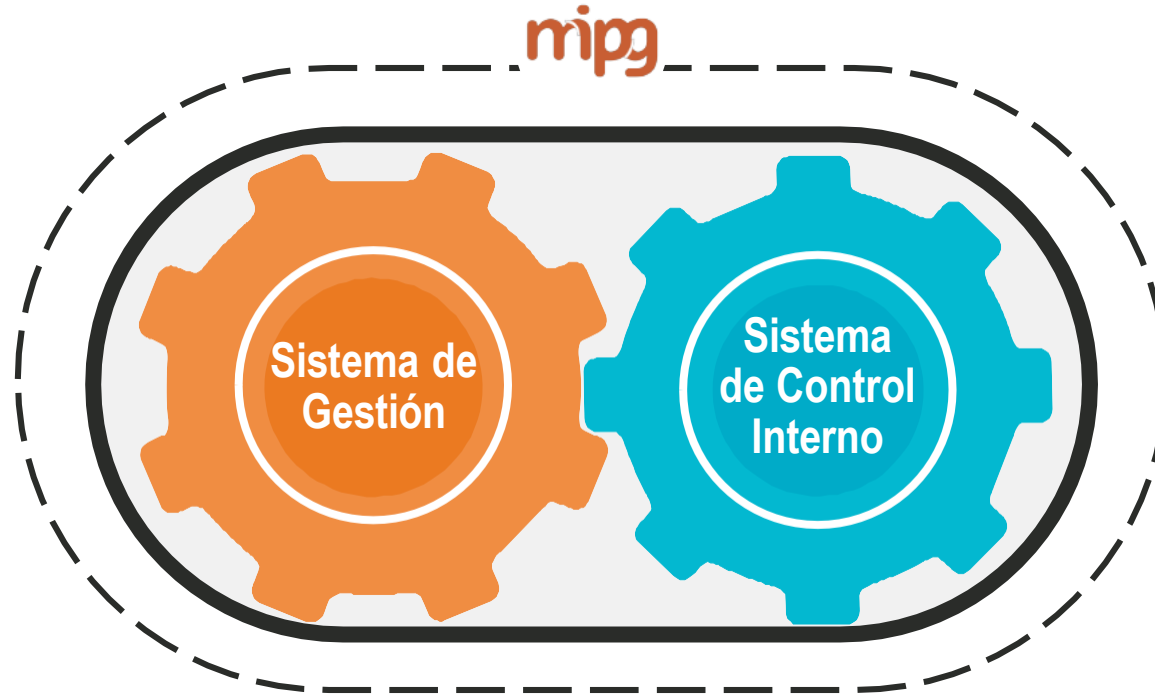 mipg
Sistema de
Gestión
Sistema
de Control
Interno